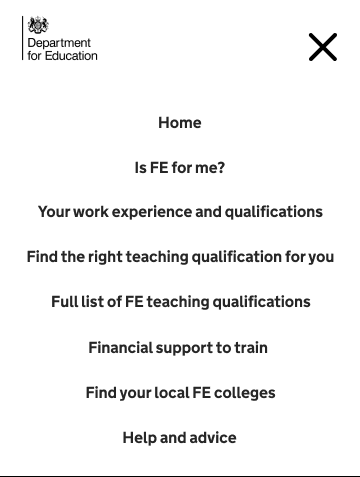 Department
for Education
Home
Is FE for me?
Your work experience and qualifications
Find the right teaching qualification for you
Full list of FE teaching qualifications
Financial support to train
Find your local FE colleges
Help and advice